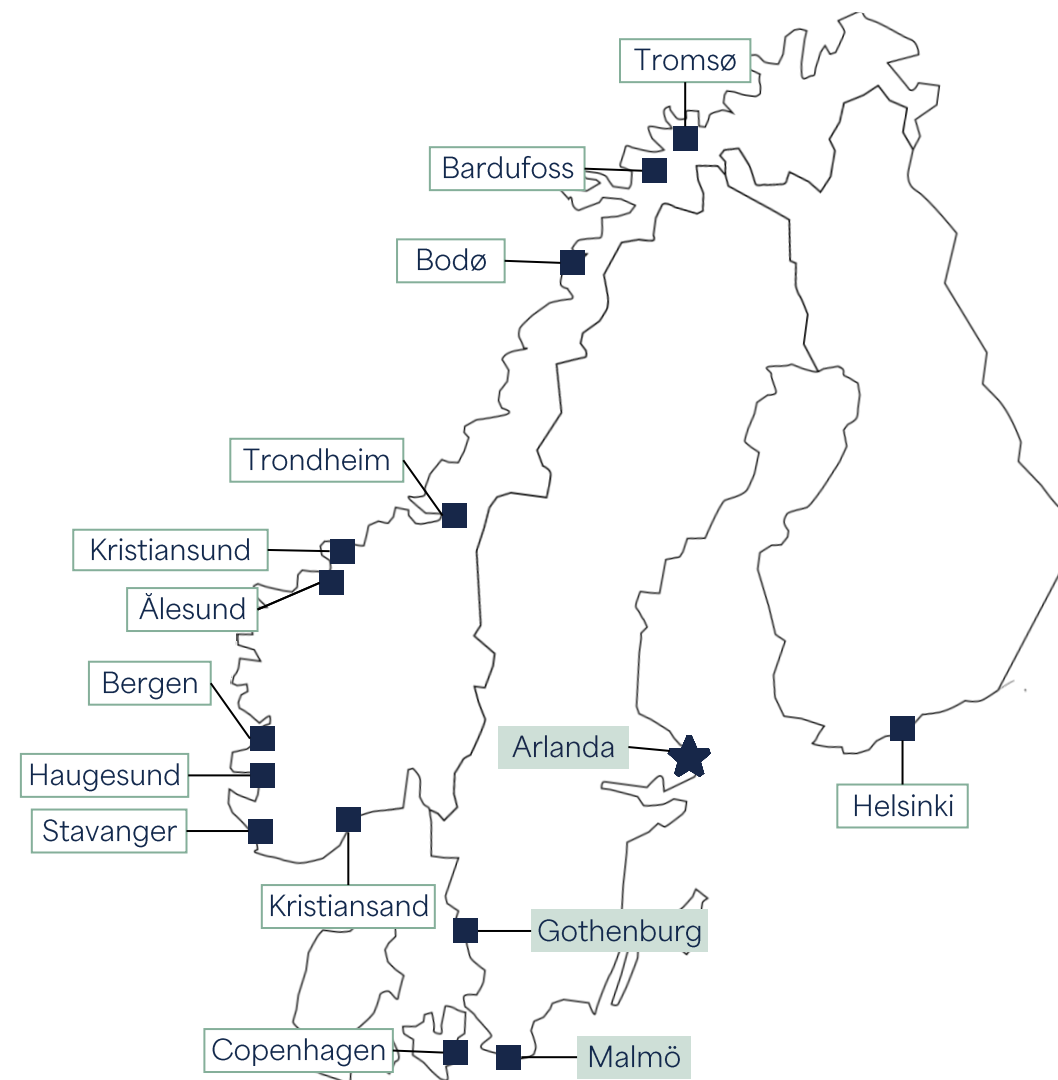 Tromsø
Bardufoss
Bodø
Trondheim
Kristiansund
Ålesund
Bergen
Arlanda
Haugesund
Helsinki
Stavanger
Kristiansand
Gothenburg
Copenhagen
Malmö